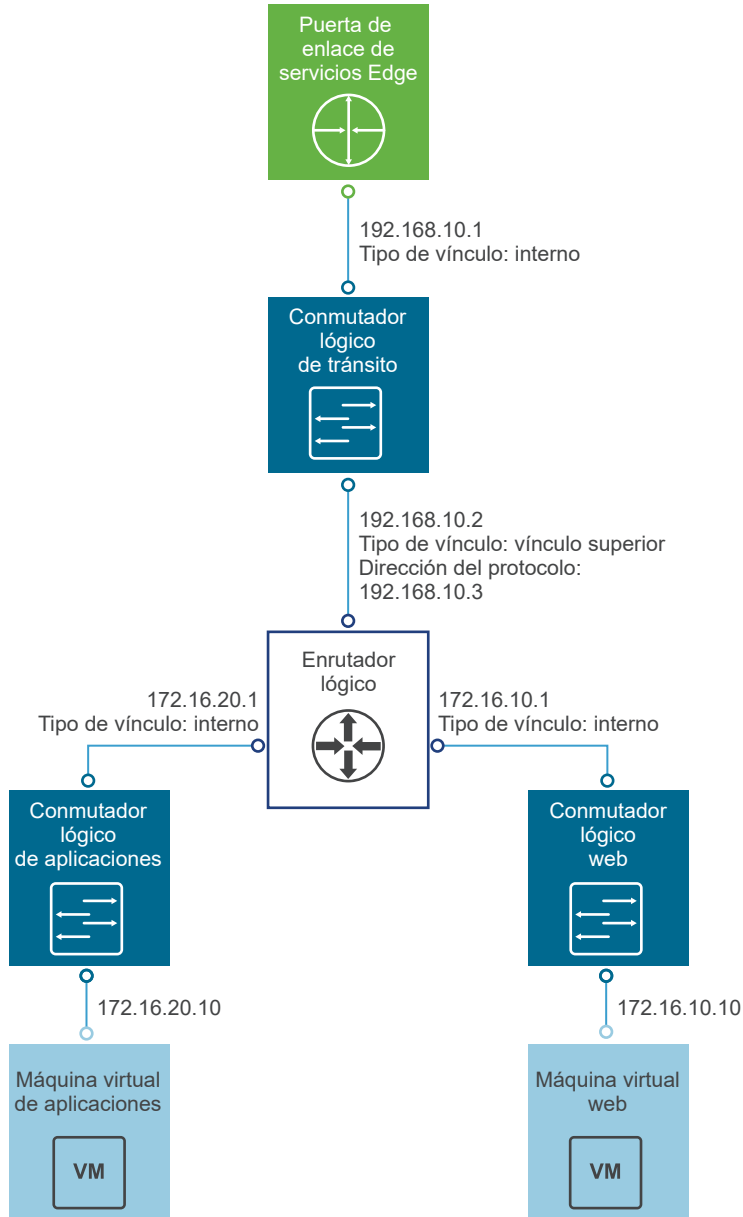 Puerta de
enlace de
servicios Edge
192.168.10.1
Tipo de vínculo: interno
Conmutador
lógico
de tránsito
192.168.10.2
Tipo de vínculo: vínculo superior
Dirección del protocolo:
192.168.10.3
Enrutador
lógico
172.16.20.1
Tipo de vínculo: interno
172.16.10.1
Tipo de vínculo: interno
Conmutador
lógico
de aplicaciones
Conmutador
lógico
web
172.16.20.10
172.16.10.10
Máquina virtual
de aplicaciones
VM
Máquina virtual
web
VM